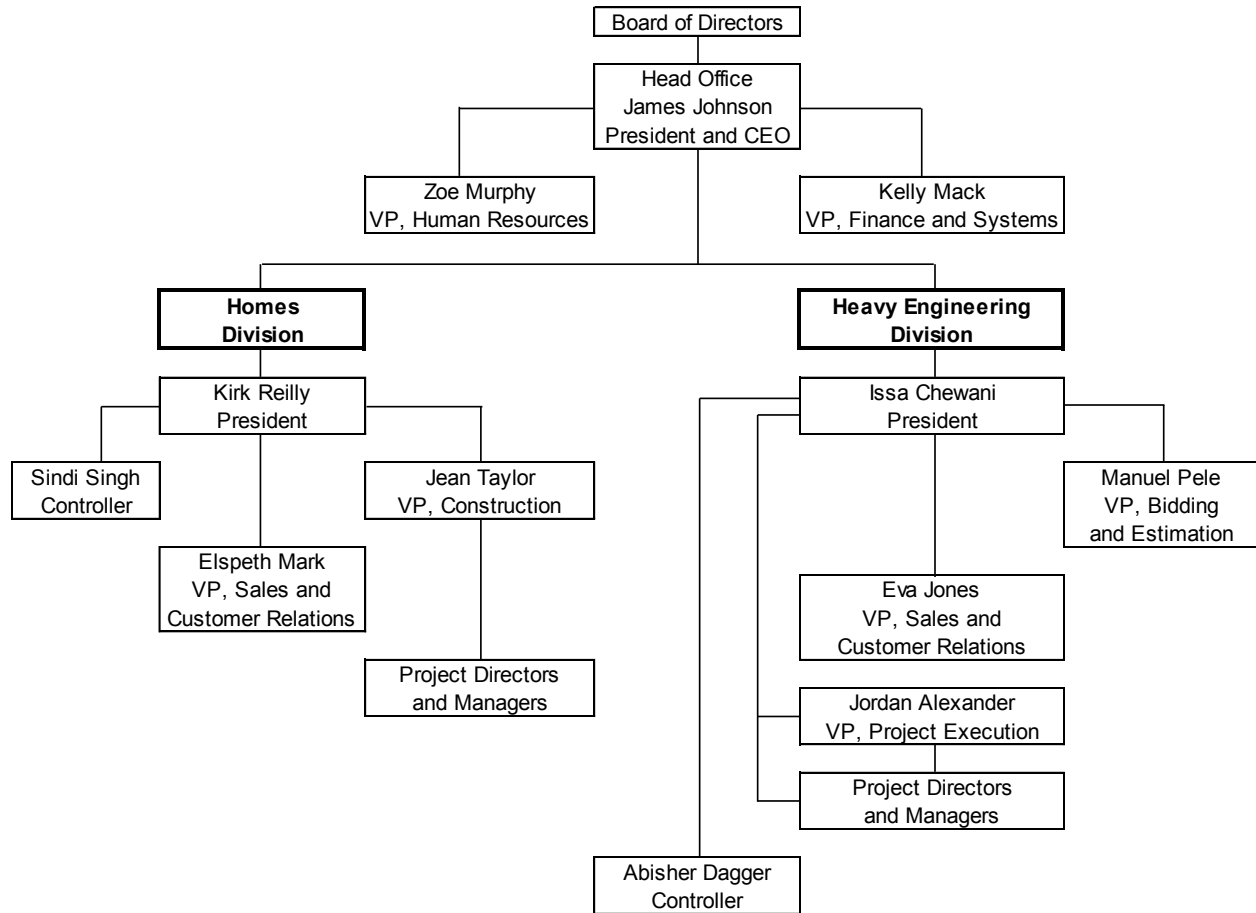 Board of Directors
Head Office
James Johnson
President and CEO
Zoe Murphy
VP, Human Resources
Kelly Mack
VP, Finance and Systems
Homes
Division
Heavy Engineering
Division
Kirk Reilly
President
Issa Chewani
President
Sindi Singh
Controller
Jean Taylor
VP, Construction
Manuel Pele
VP, Bidding
and Estimation
Elspeth Mark
VP, Sales and
Customer Relations
Eva Jones
VP, Sales and
Customer Relations
Project Directors
and Managers
Jordan Alexander
VP, Project Execution
Project Directors
and Managers
Abisher Dagger
Controller